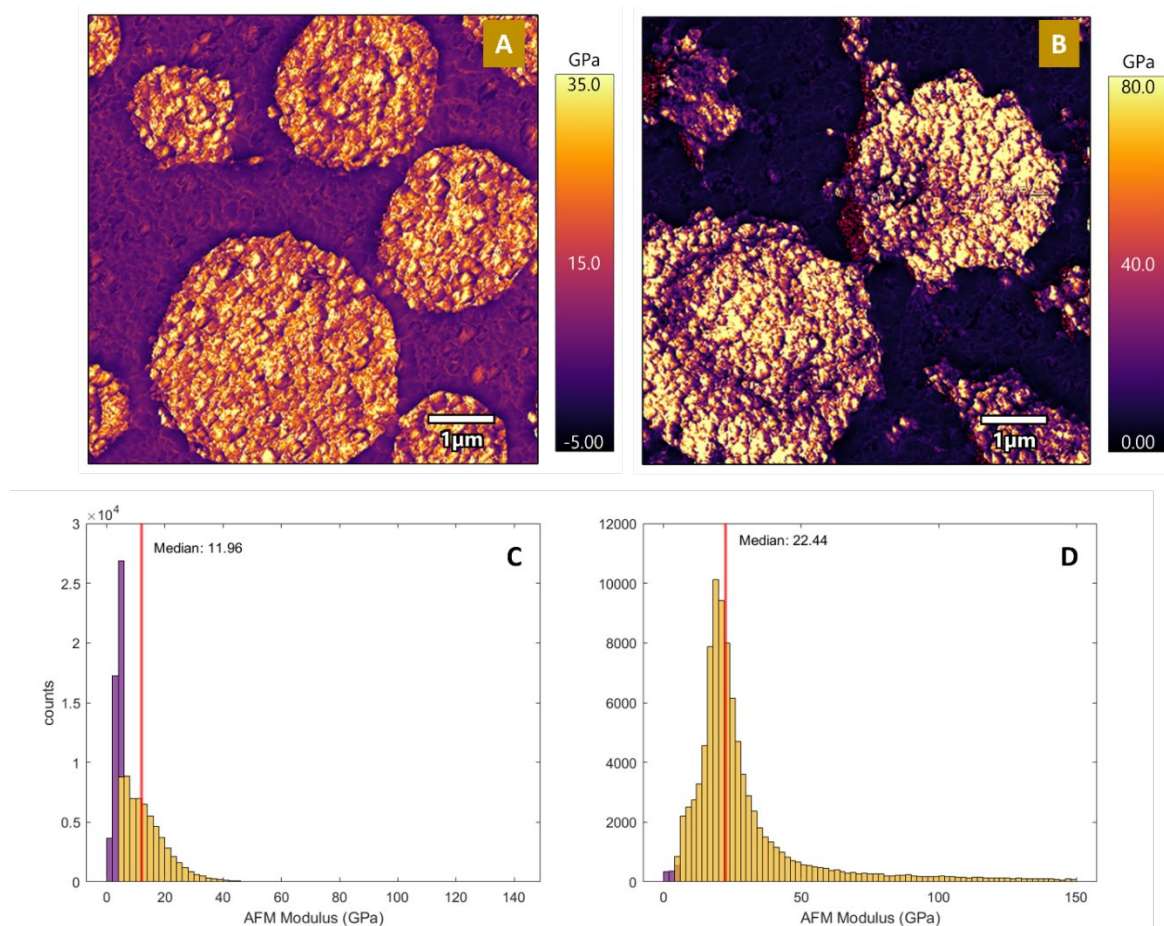 A
GPa
35.0
15.0
-5.00
1μm
B
GPa
80.0
40.0
0.00
1μm
×10⁴
3
2.5
2
1.5
1
0.5
0
counts
Median: 11.96
C
0 20 40 60 80 100 120 140
AFM Modulus (GPa)
12000
10000
8000
6000
4000
2000
0
Median: 22.44
D
0 50 100 150
AFM Modulus (GPa)